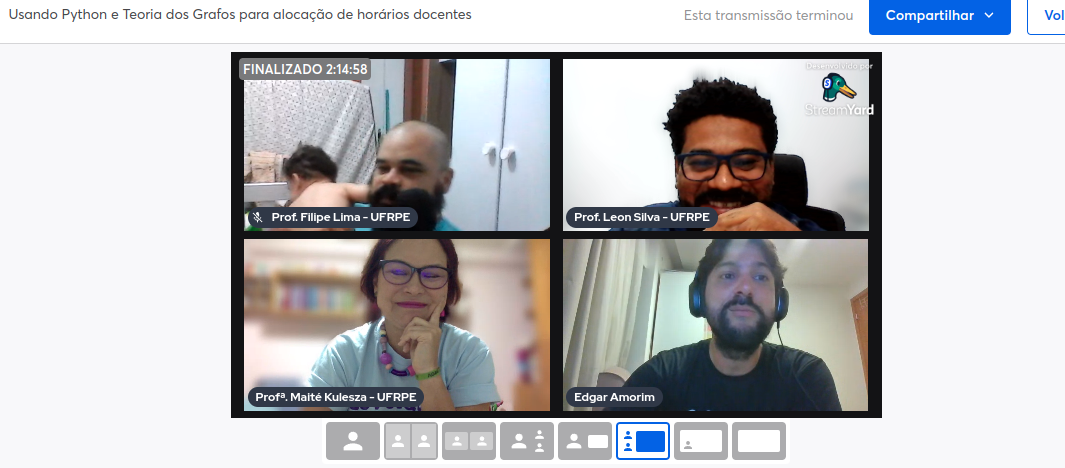 Usando Python e Teoria dos Grafos para alocação de horários docentes
Esta transmissão terminou
Compartilhar
Vol
FINALIZADO 2:14:58
Desenvolvido por
StreamYard
Prof. Filipe Lima - UFRPE
Prof. Leon Silva - UFRPE
Profª. Maité Kulesza - UFRPE
Edgar Amorim